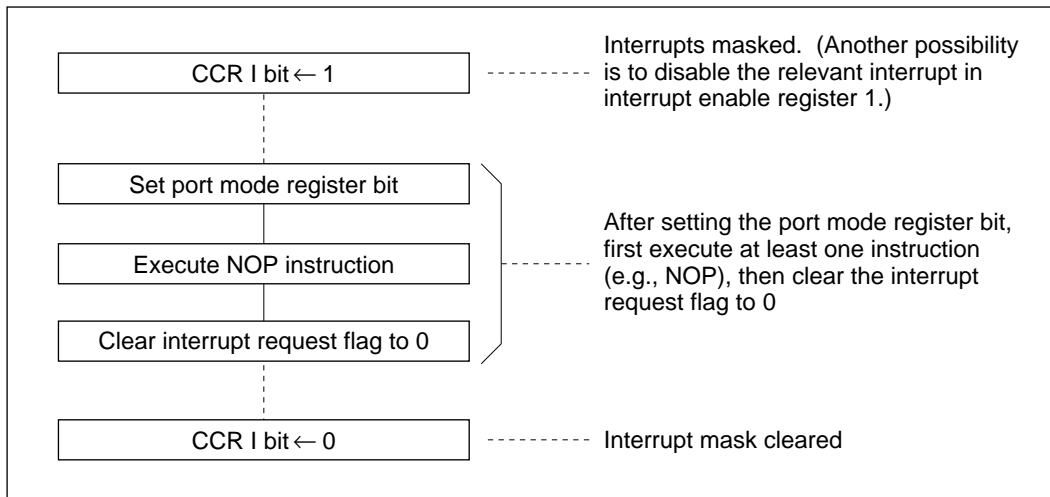 CCR I bit ← 1
Interrupts masked. (Another possibility
is to disable the relevant interrupt in
interrupt enable register 1.)
Set port mode register bit
Execute NOP instruction
Clear interrupt request flag to 0
After setting the port mode register bit,
first execute at least one instruction
(e.g., NOP), then clear the interrupt
request flag to 0
CCR I bit ← 0
Interrupt mask cleared